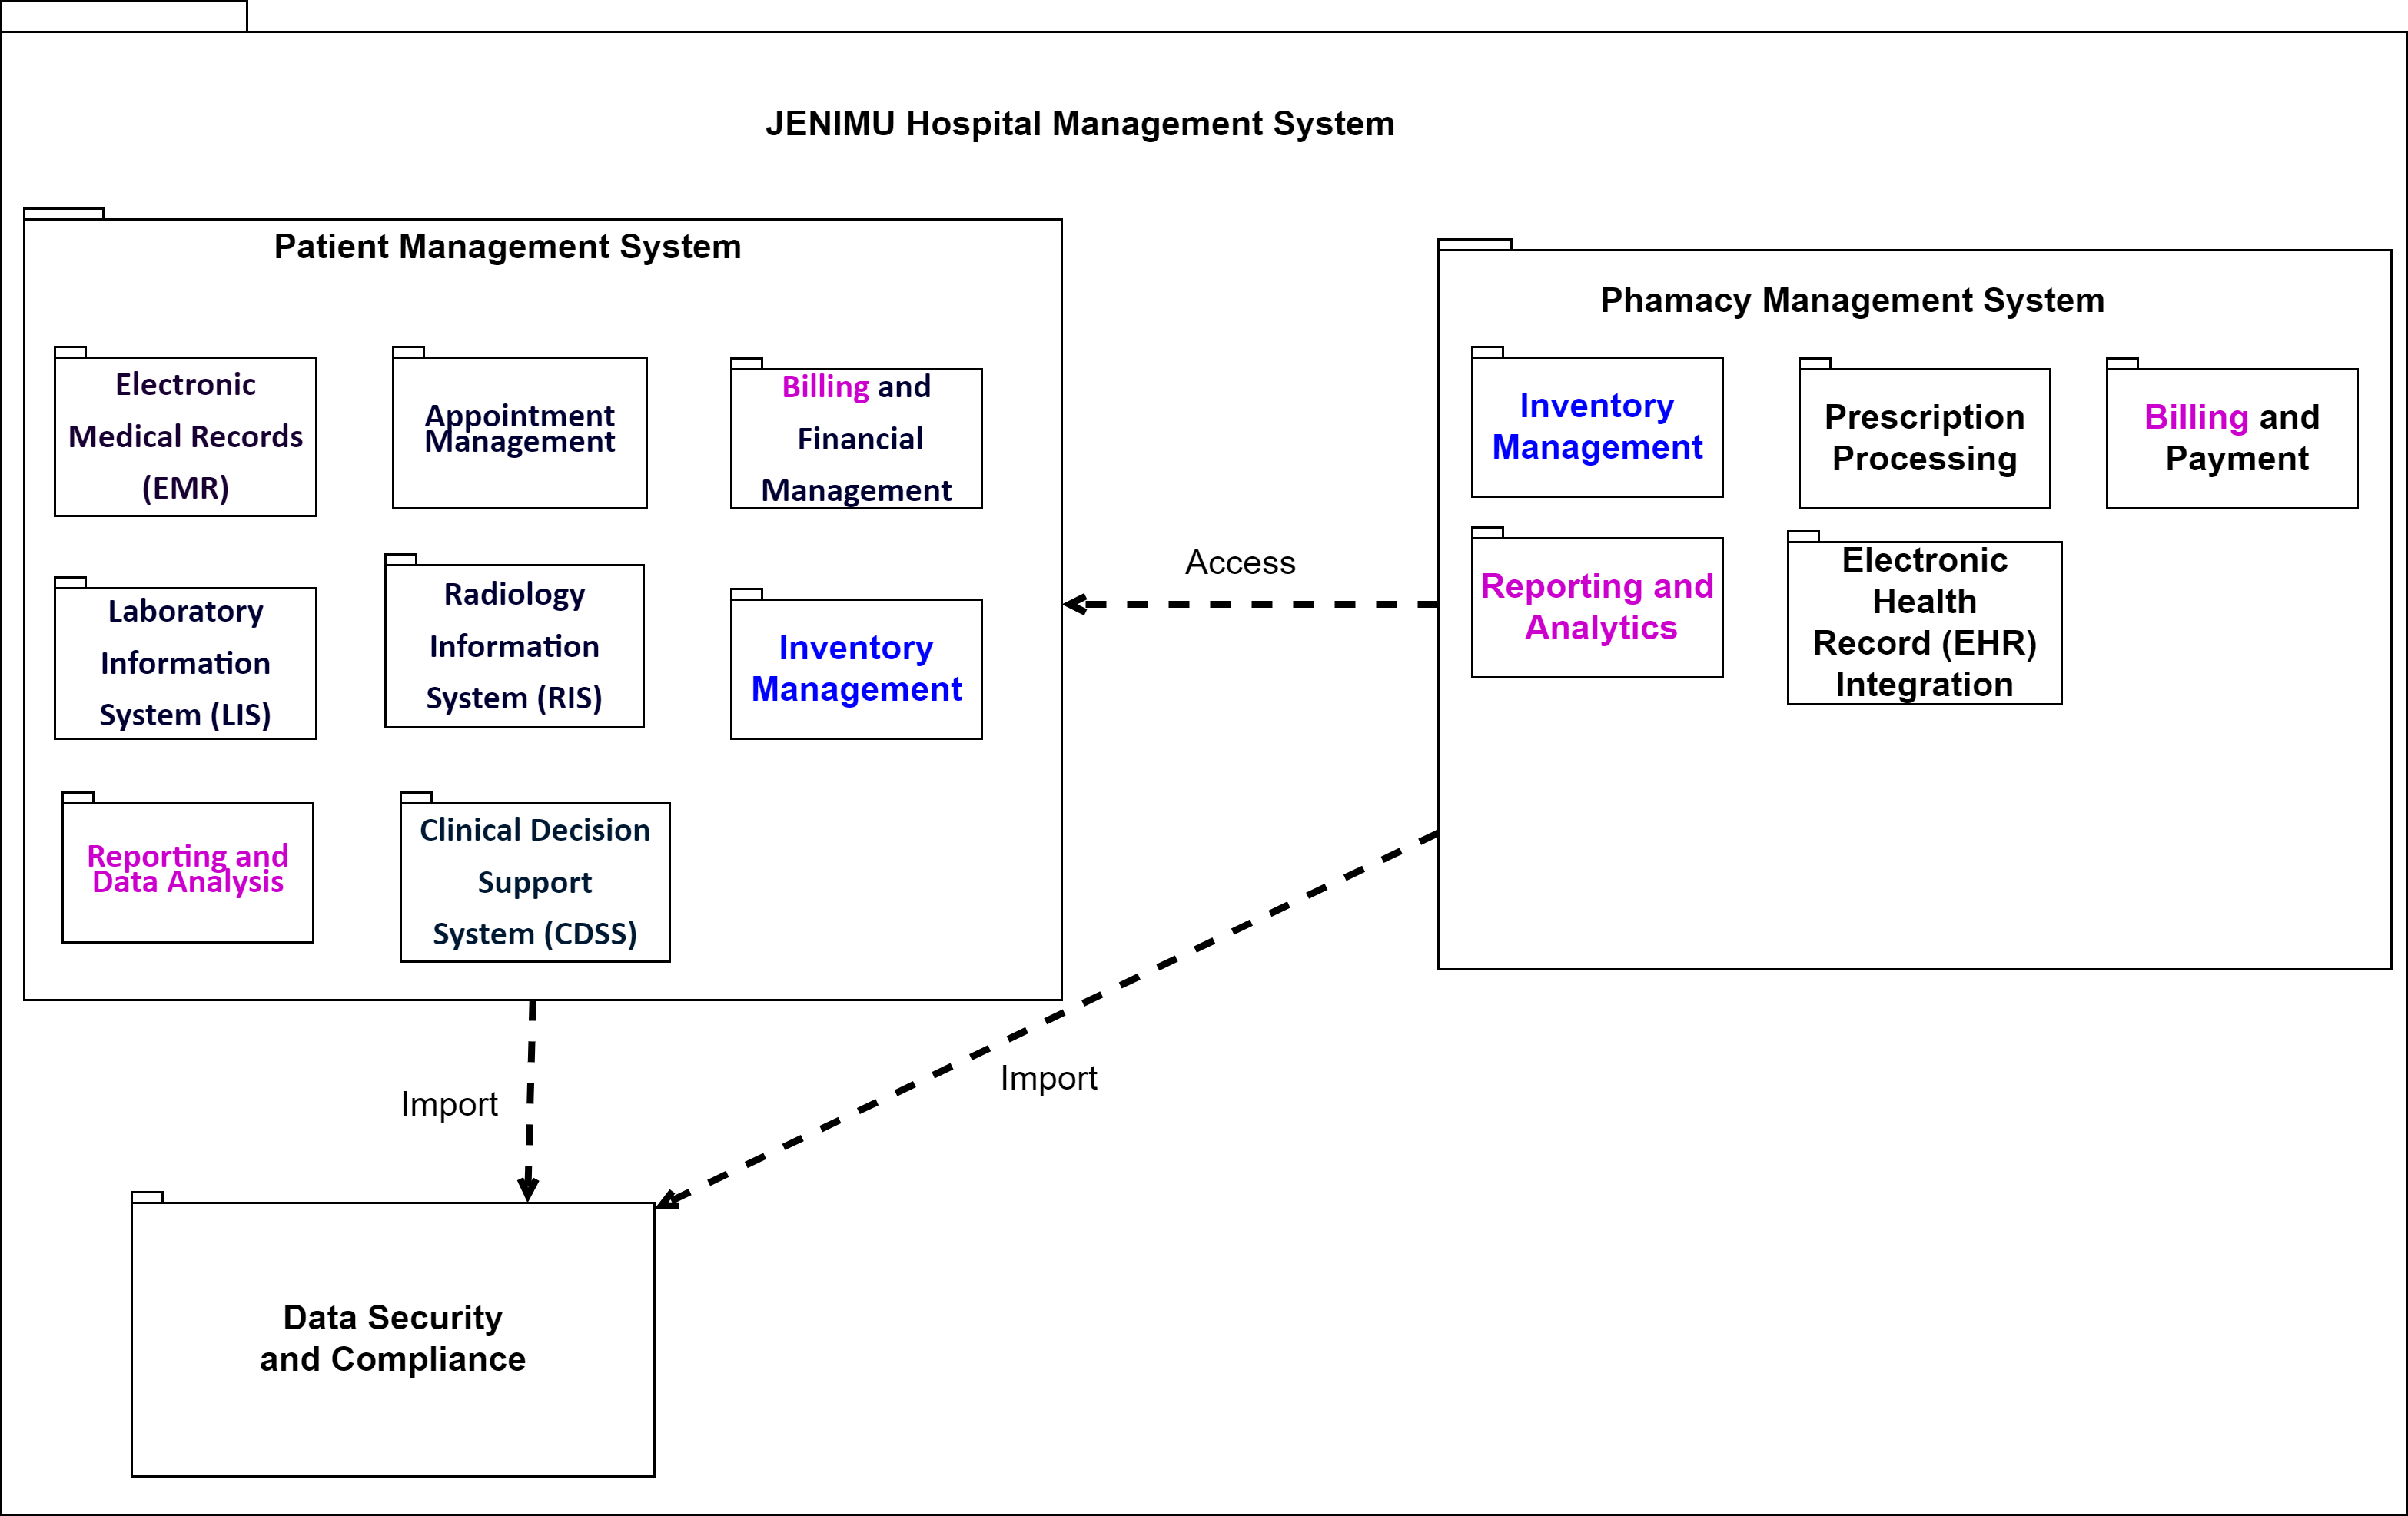 JENIMU Hospital Management System
Patient Management System
Electronic
Medical Records
(EMR)
Appointment
Management
Billing and
Financial
Management
Laboratory
Information
System (LIS)
Radiology
Information
System (RIS)
Inventory
Management
Reporting and
Data Analysis
Clinical Decision
Support
System (CDSS)
Access
Phamacy Management System
Inventory
Management
Prescription
Processing
Billing and
Payment
Reporting and
Analytics
Electronic
Health
Record (EHR)
Integration
Import
Import
Data Security
and Compliance